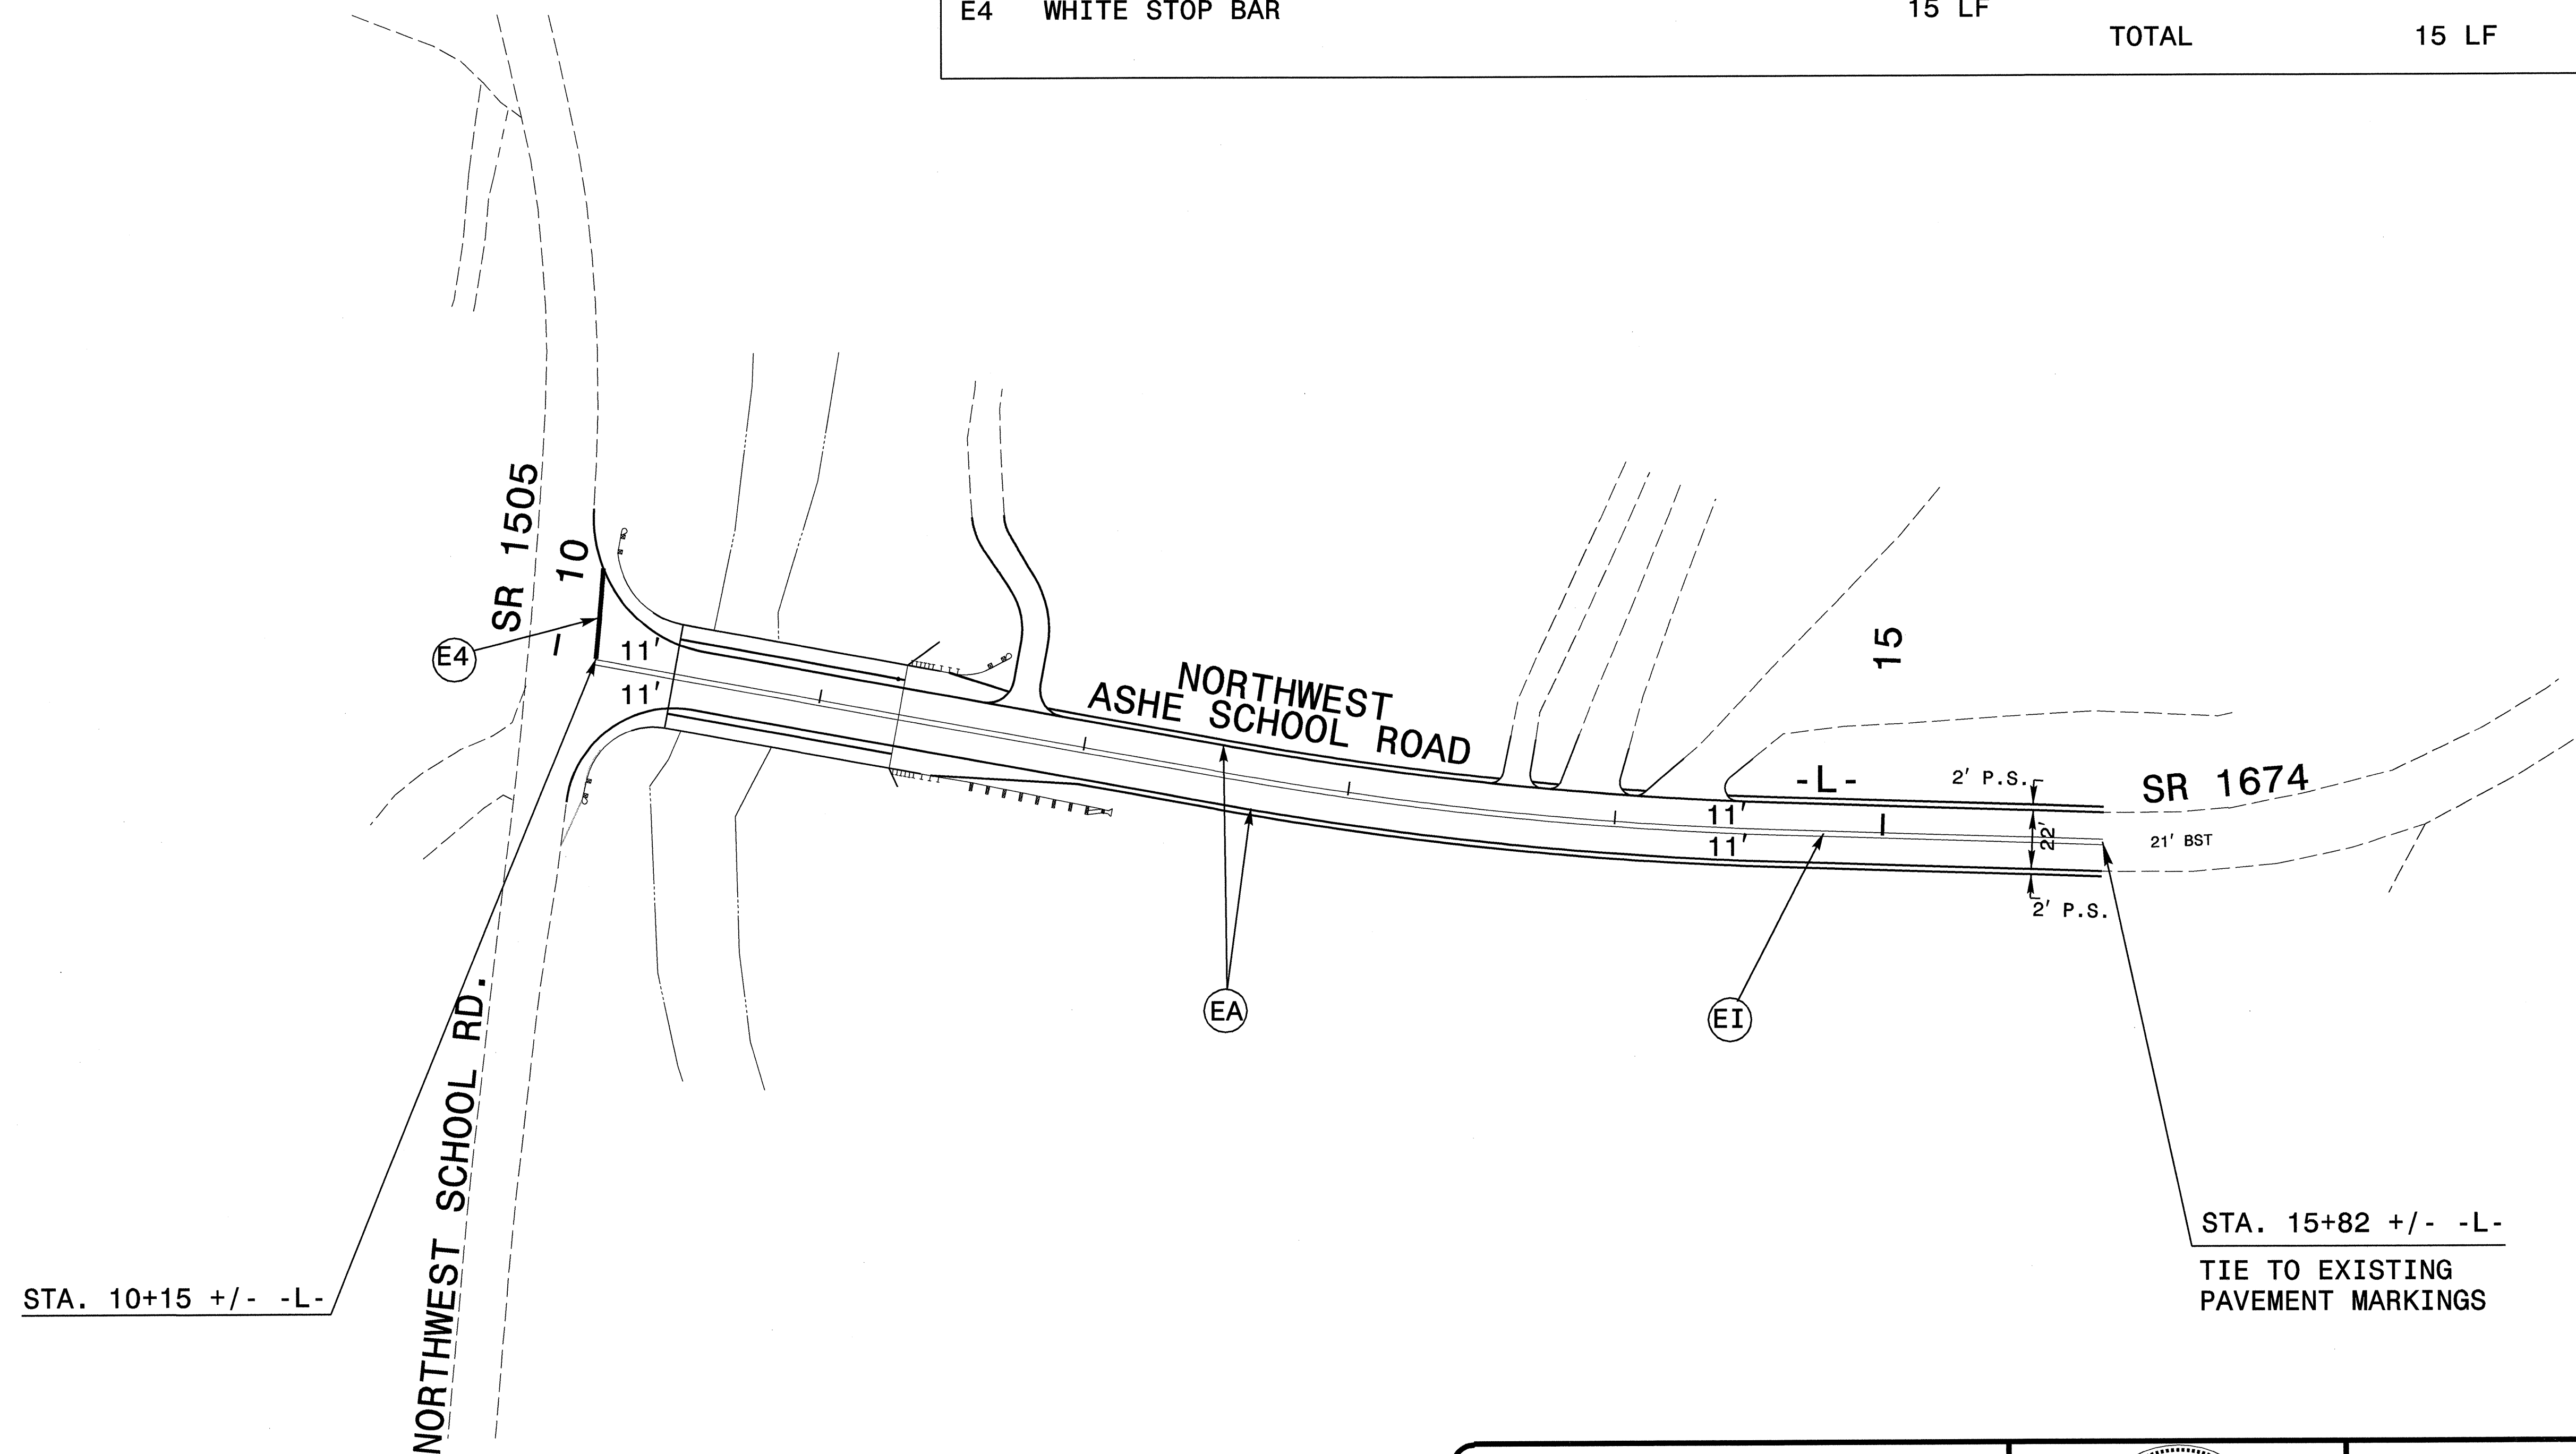 E4 WHITE STOP BAR 15 LF
TOTAL 15 LF
SR 1505
10
E4
11'
11'
NORTHWEST
ASHE SCHOOL ROAD
15
-L-
2' P.S.
SR 1674
11'
11'
22'
21' BST
2' P.S.
EA
EI
NORTHWEST SCHOOL RD.
STA. 10+15 +/- -L-
STA. 15+82 +/- -L-
TIE TO EXISTING
PAVEMENT MARKINGS